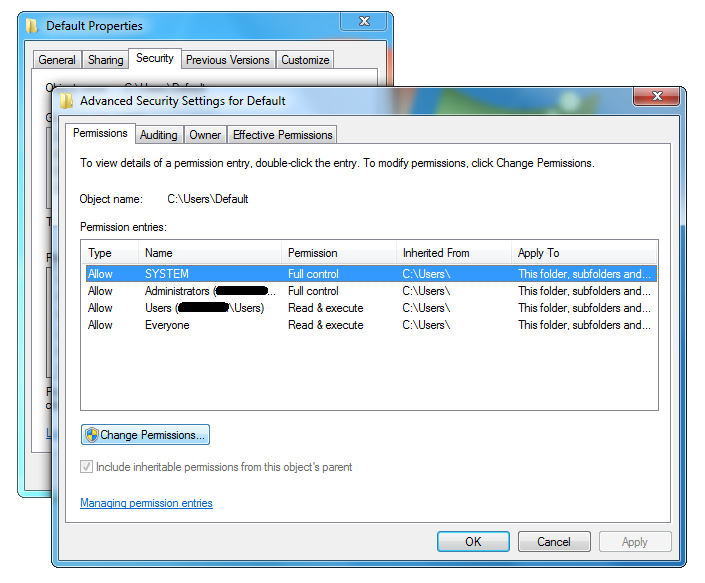 Default Properties
General Sharing Security Previous Versions Customize
Advanced Security Settings for Default
Permissions Auditing Owner Effective Permissions
To view details of a permission entry, double-click the entry. To modify permissions, click Change Permissions.
Object name: C:\Users\Default
Permission entries:
Type Name Permission Inherited From Apply To
Allow SYSTEM Full control C:\Users\ This folder, subfolders and...
Allow Administrators ( ... Full control C:\Users\ This folder, subfolders and...
Allow Users ( \Users) Read & execute C:\Users\ This folder, subfolders and...
Allow Everyone Read & execute C:\Users\ This folder, subfolders and...
Change Permissions...
Include inheritable permissions from this object's parent
Managing permission entries
OK Cancel Apply